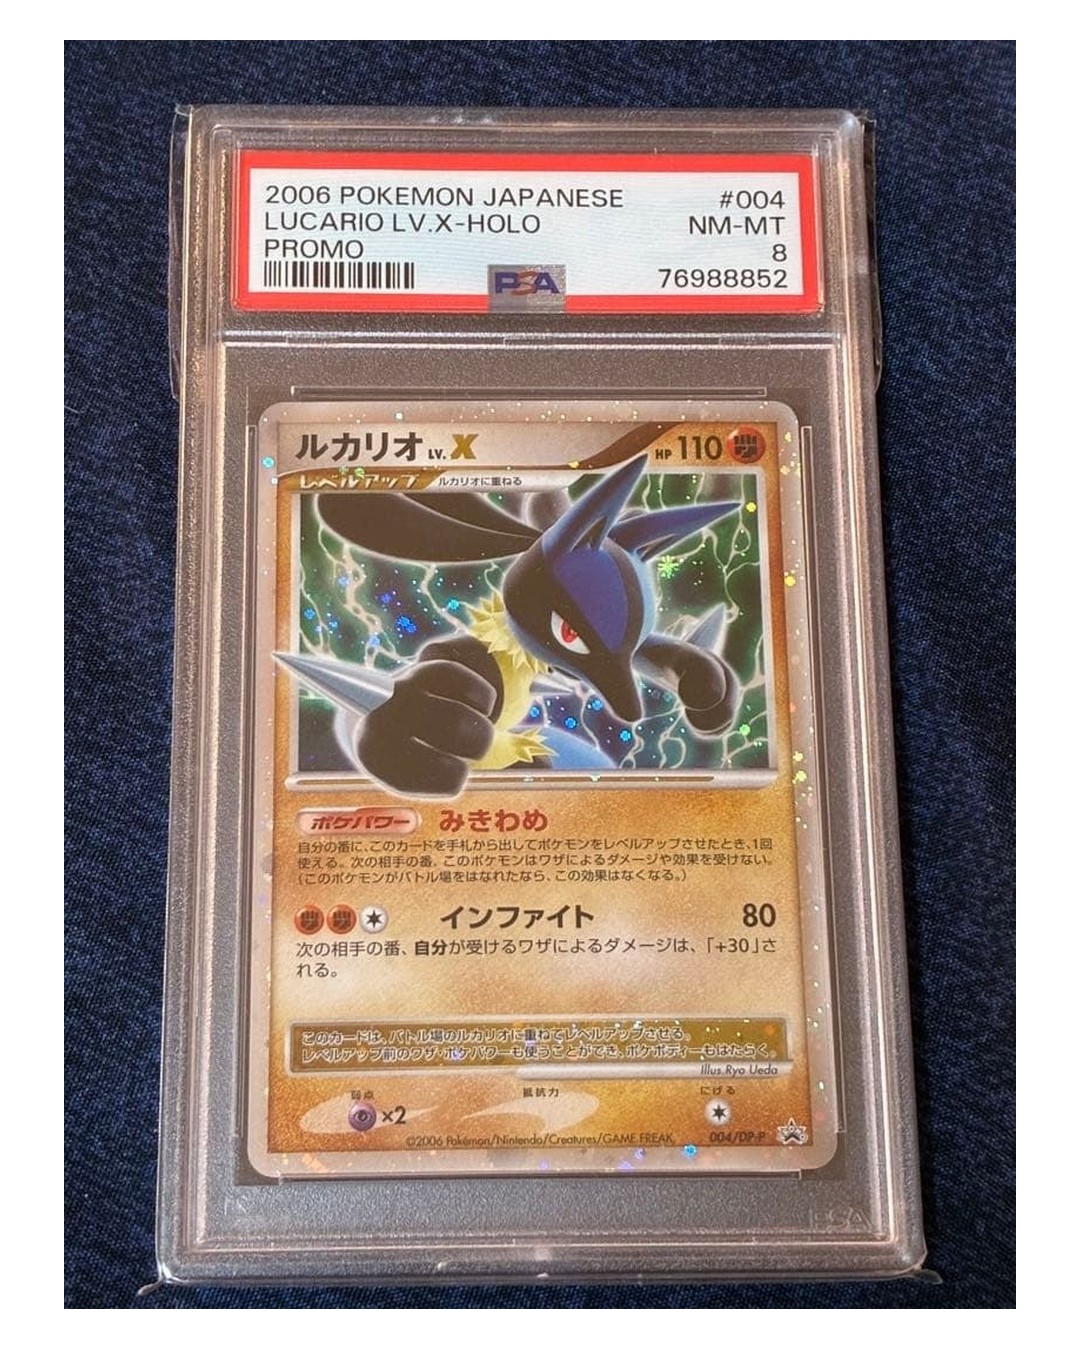 2006 POKEMON JAPANESE #004
LUCARIO LV.X-HOLO NM-MT
PROMO 8
PSA 76988852
ルカリオ LV.X HP 110
レベルアップ ルカリオに重ねる
ポケパワー みきわめ
自分の番に、このカードを手札から出してポケモンをレベルアップさせたとき、1回
使える。次の相手の番、このポケモンはワザによるダメージや効果を受けない。
(このポケモンがバトル場をはなれたなら、この効果はなくなる。)
インファイト 80
次の相手の番、自分が受けるワザによるダメージは、「+30」さ
れる。
このカードは、バトル場のルカリオに重ねてレベルアップさせる。
レベルアップ前のワザ・ポケパワーも使うことができ、ポケボディーもはたらく。
Illus. Ryo Ueda
弱点 抵抗力 にげる
×2
©2006 Pokémon/Nintendo/Creatures/GAME FREAK. 004/DP-P
PSA